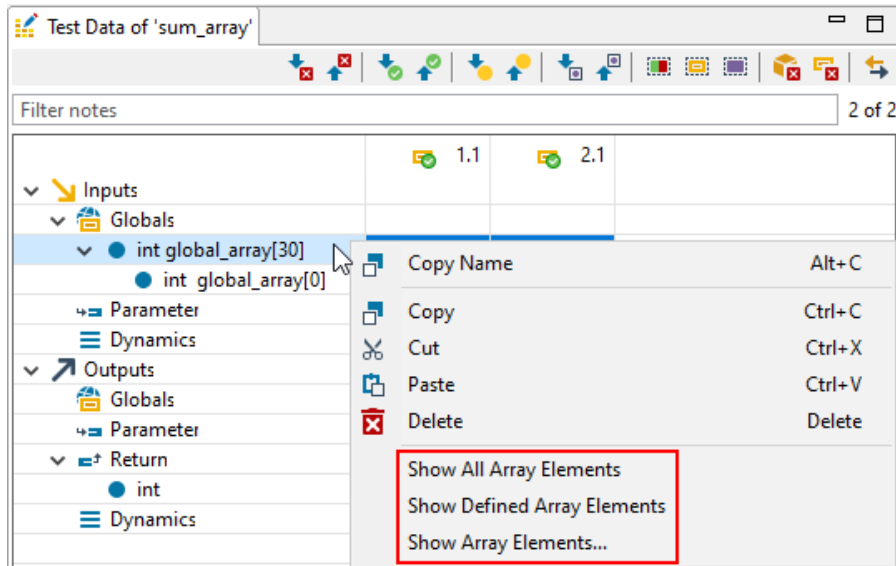 Test Data of 'sum_array'
Filter notes 2 of 2
1.1 2.1
Inputs
Globals
int global_array[30]
int global_array[0]
Parameter
Dynamics
Outputs
Globals
Parameter
Return
int
Dynamics
Copy Name Alt+C
Copy Ctrl+C
Cut Ctrl+X
Paste Ctrl+V
Delete Delete
Show All Array Elements
Show Defined Array Elements
Show Array Elements...